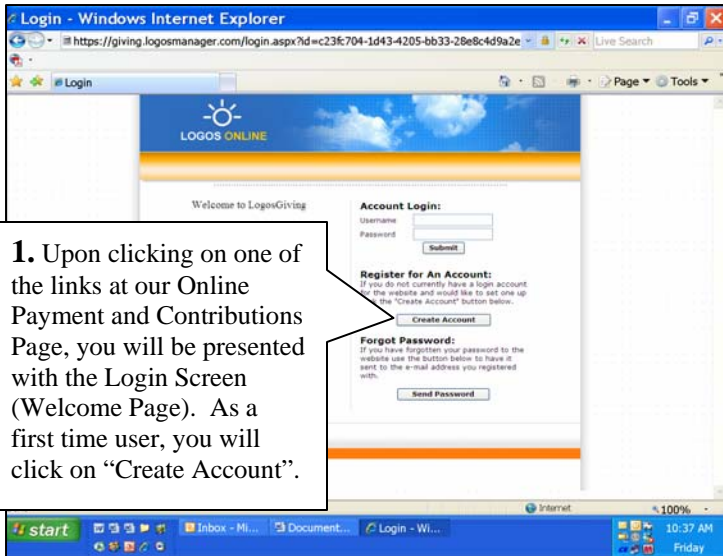 Login - Windows Internet Explorer
https://giving.logosmanager.com/login.aspx?id=c23fc704-1d43-4205-bb33-28e8c4d9a2e
Live Search
Login
Page
Tools
LOGOS ONLINE
Welcome to LogosGiving
Account Login:
Username
Password
Submit
Register for An Account:
If you do not currently have a login account
for the website and would like to set one up
the "Create Account" button below.
Create Account
Forgot Password:
If you have forgotten your password to the
website use the button below to have it
sent to the e-mail address you registered
with.
Send Password
1. Upon clicking on one of
the links at our Online
Payment and Contributions
Page, you will be presented
with the Login Screen
(Welcome Page). As a
first time user, you will
click on “Create Account”.
Internet
100%
start
Inbox - Mi...
Document...
Login - Wi...
10:37 AM
Friday